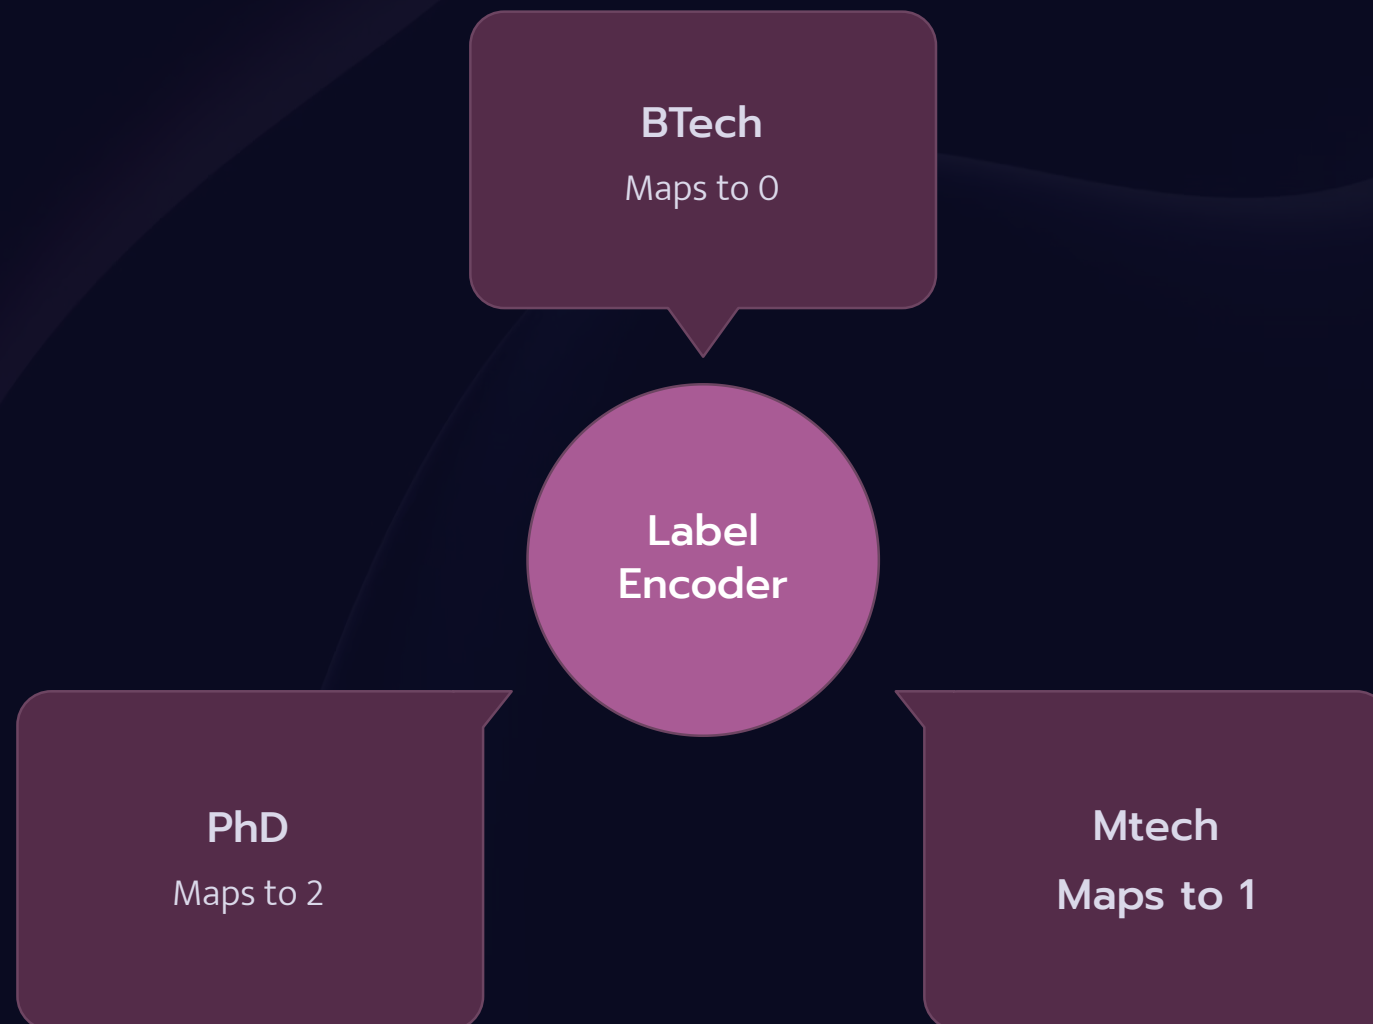 BTech
Maps to 0
Label
Encoder
PhD
Maps to 2
Mtech
Maps to 1